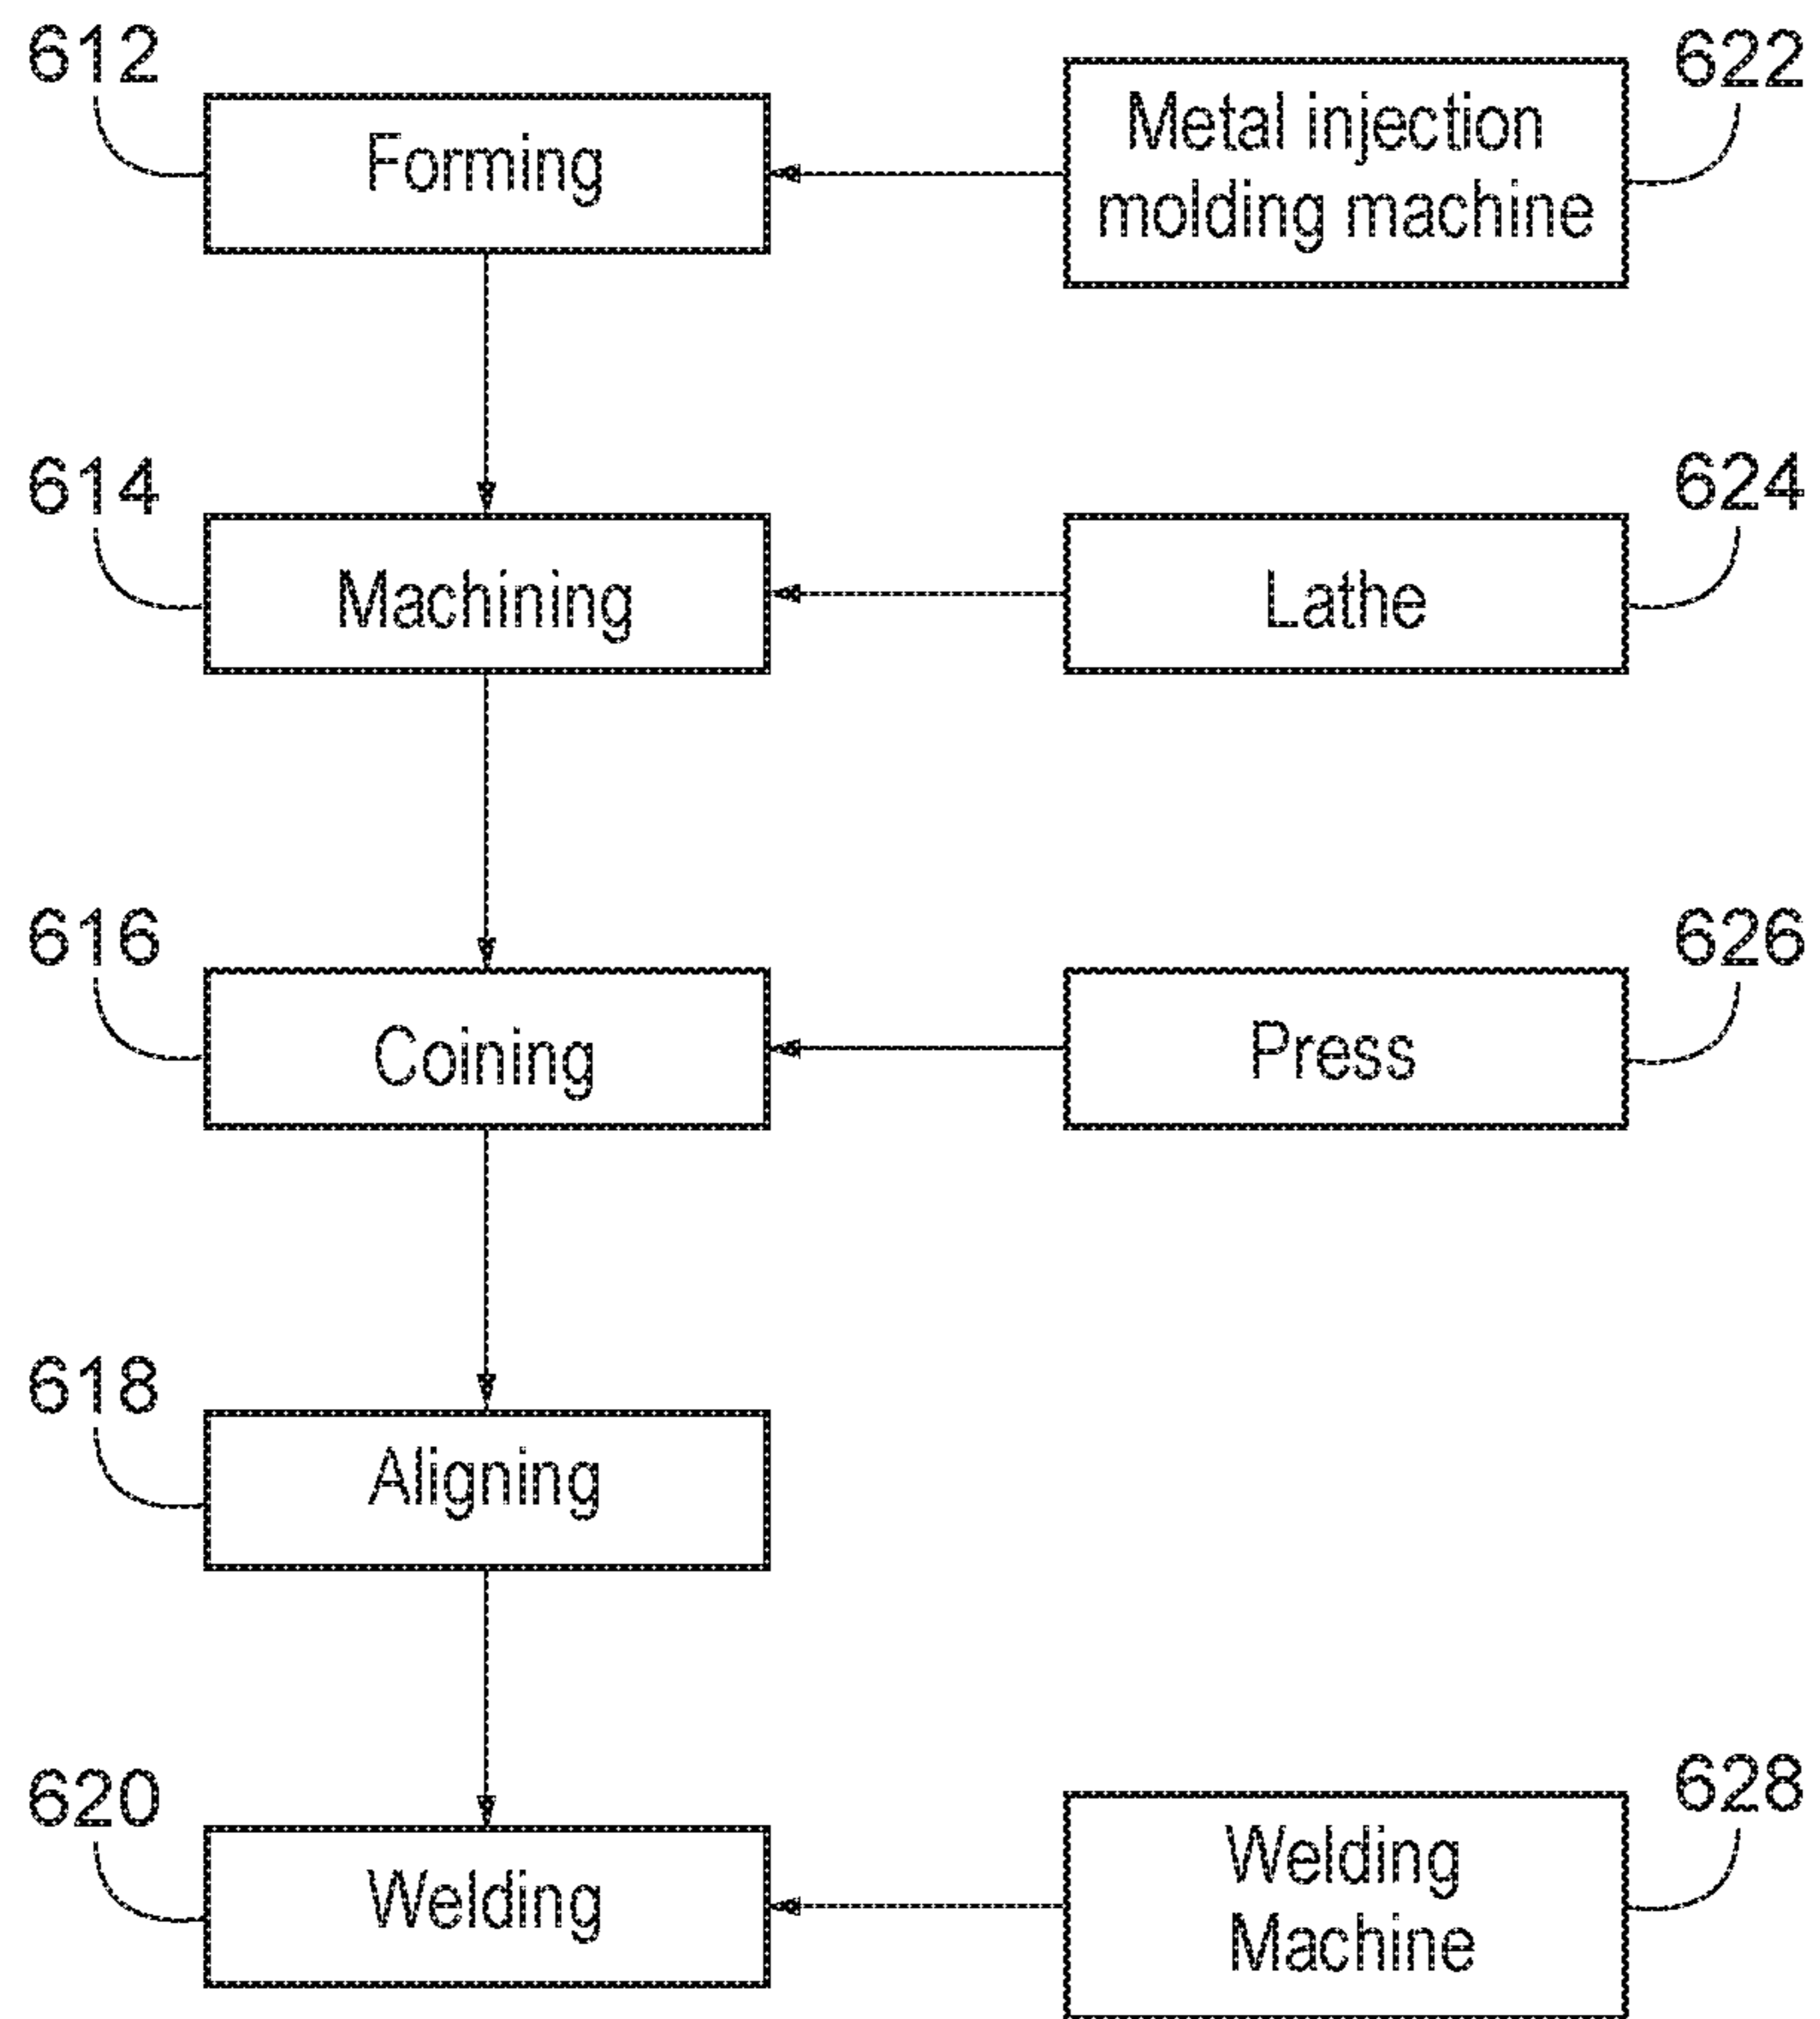 612
Forming
Metal injection
molding machine
622
614
Machining
Lathe
624
616
Coining
Press
626
618
Aligning
620
Welding
Welding
Machine
628